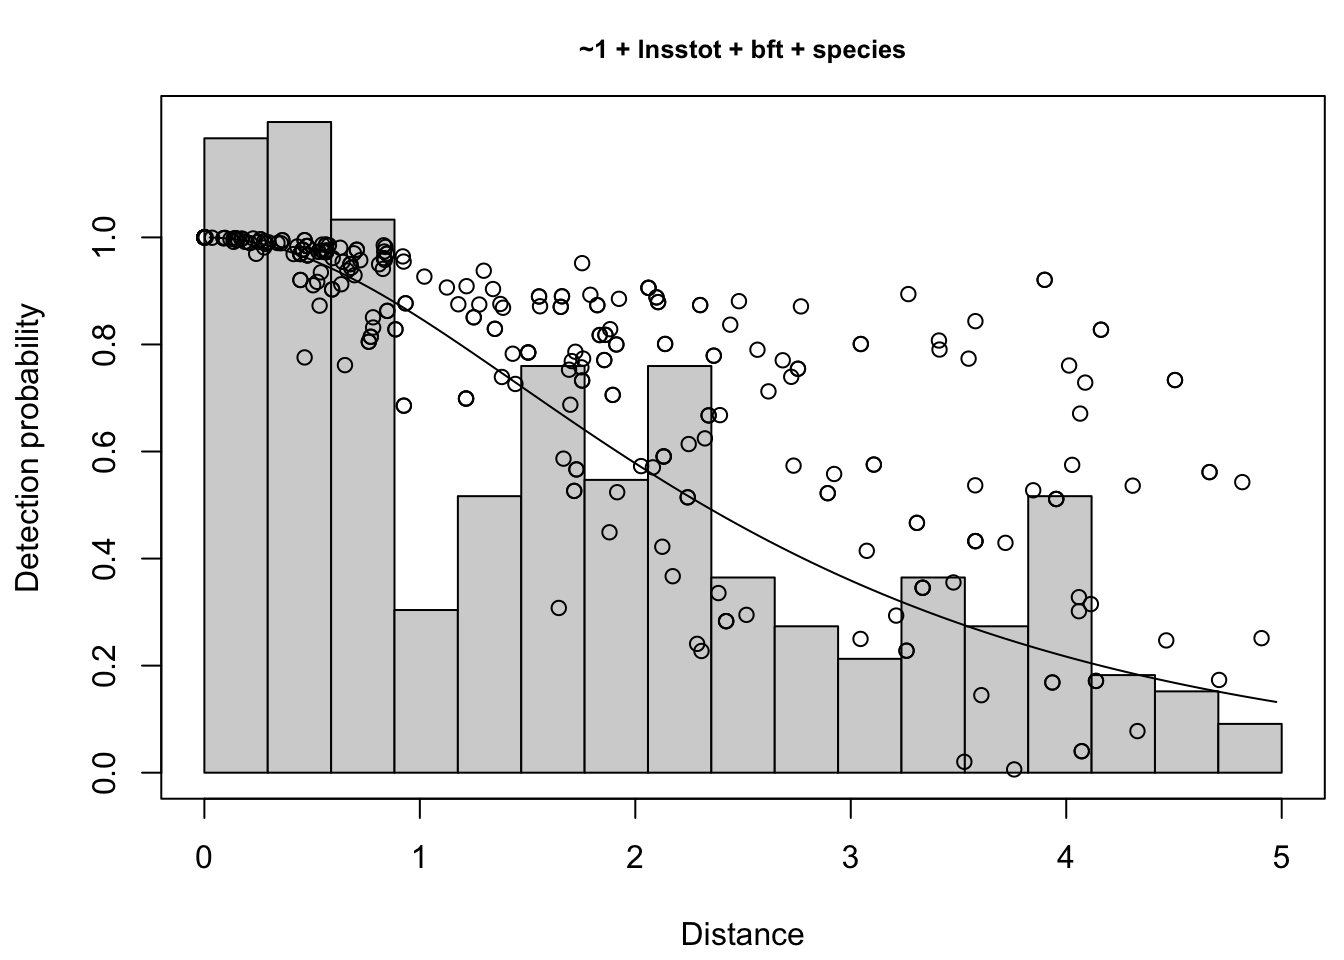 ~1 + lnsstot + bft + species
Detection probability
1.0
0.8
0.6
0.4
0.2
0.0
0 1 2 3 4 5
Distance